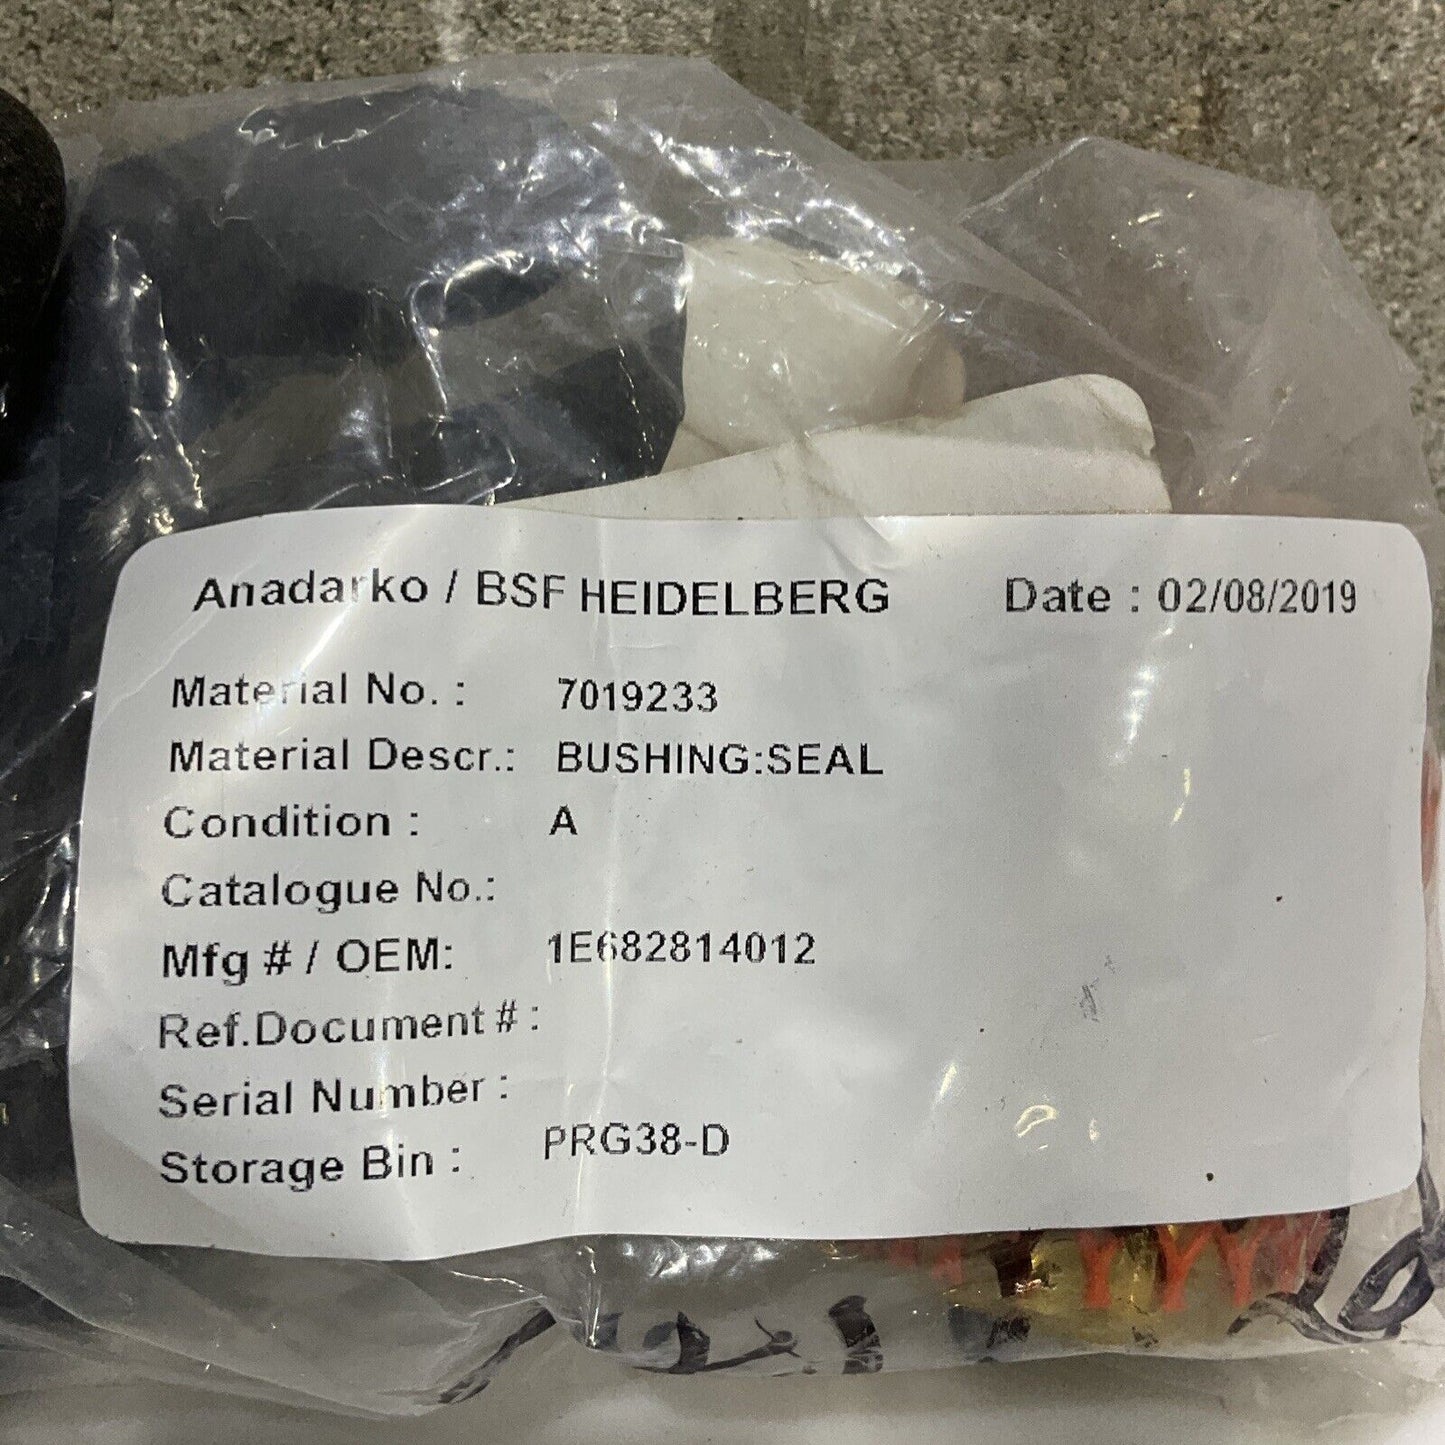 Anadarko / BSF HEIDELBERG Date : 02/08/2019
Material No. : 7019233
Material Descr.: BUSHING:SEAL
Condition : A
Catalogue No.:
Mfg # / OEM: 1E682814012
Ref.Document # :
Serial Number :
Storage Bin : PRG38-D